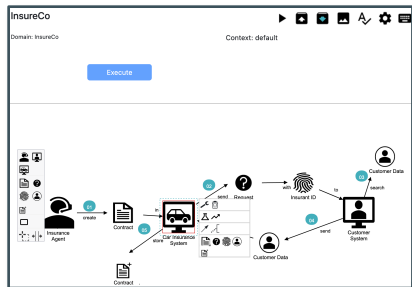 InsureCo
Domain: InsureCo
Context: default
Execute
Customer Data
03
search
02
send
Request
with
Insurant ID
to
01
create
Insurance
Agent
Contract
in
05
store
Car Insurance
System
04
send
Customer
System
Customer Data
Contract